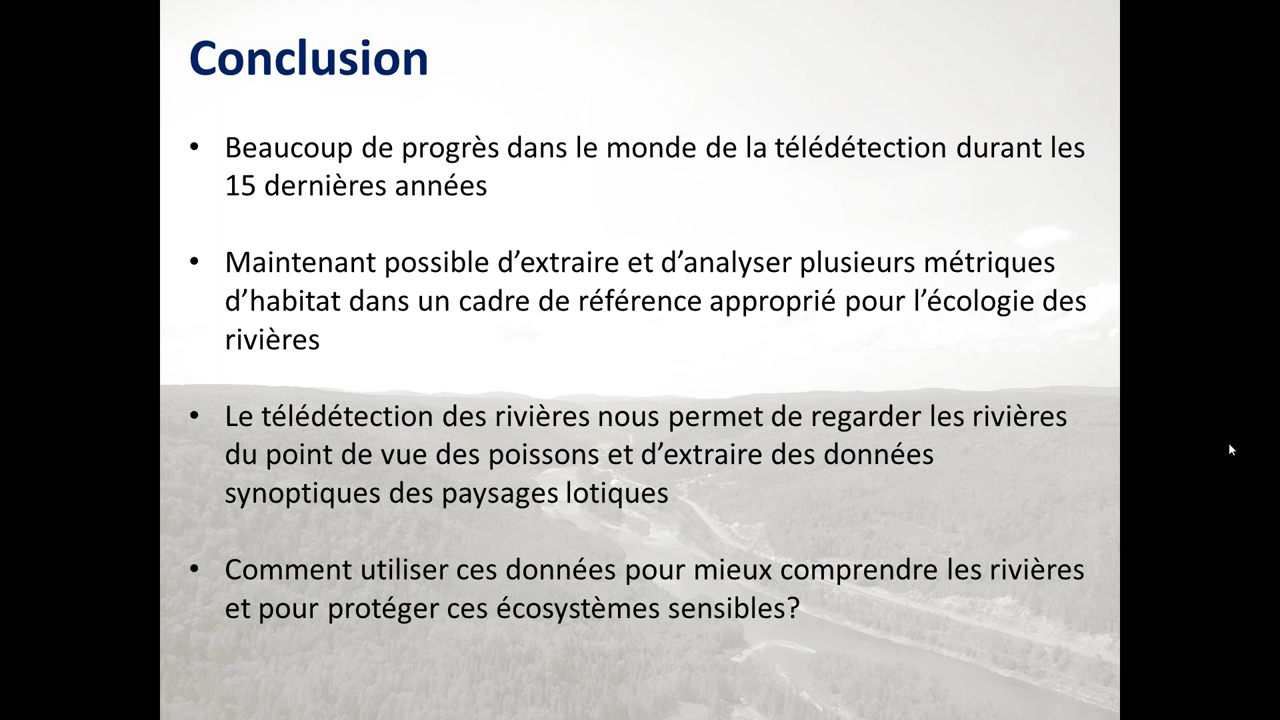 Conclusion
• Beaucoup de progrès dans le monde de la télédétection durant les
15 dernières années
• Maintenant possible d’extraire et d’analyser plusieurs métriques
d’habitat dans un cadre de référence approprié pour l’écologie des
rivières
• Le télédétection des rivières nous permet de regarder les rivières
du point de vue des poissons et d’extraire des données
synoptiques des paysages lotiques
• Comment utiliser ces données pour mieux comprendre les rivières
et pour protéger ces écosystèmes sensibles?